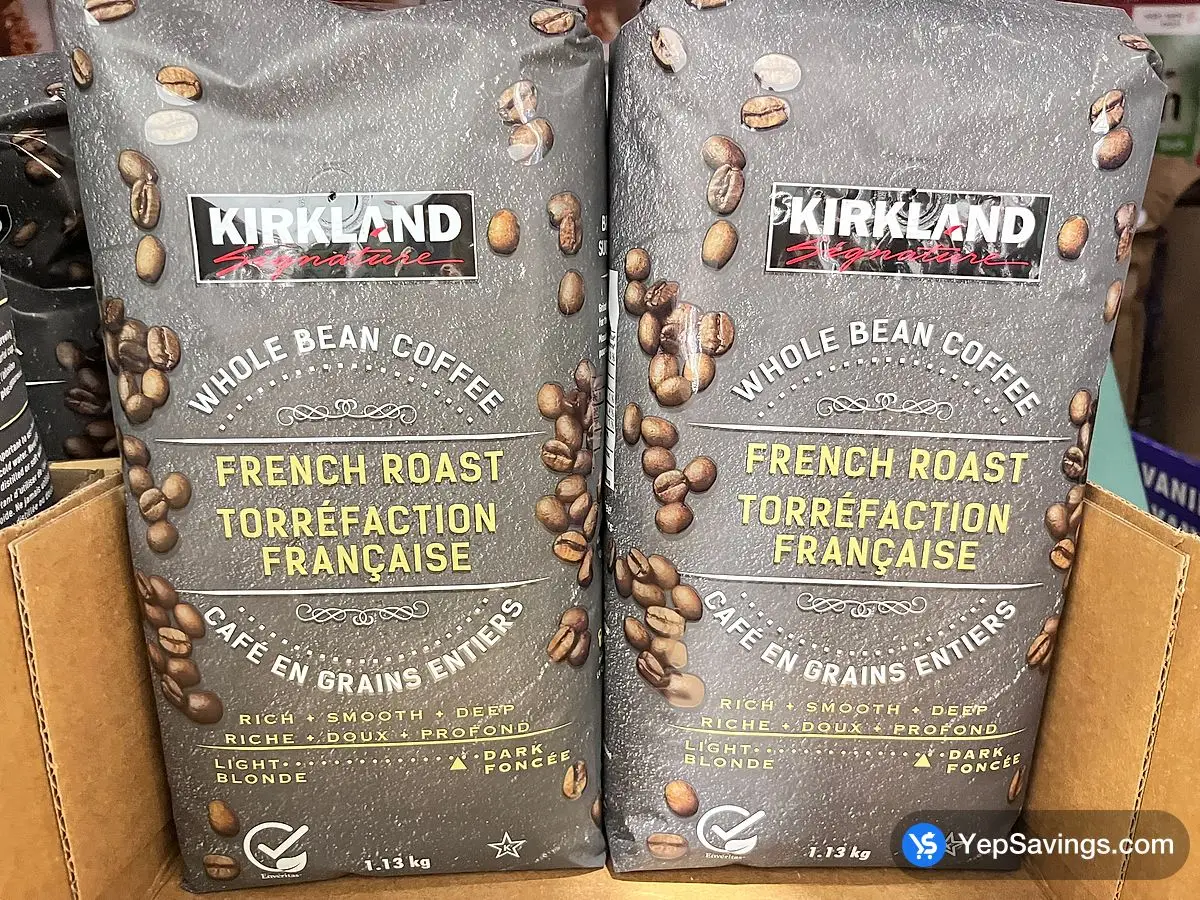 KIRKLAND
Signature
WHOLE BEAN COFFEE
FRENCH ROAST
TORRÉFACTION
FRANÇAISE
CAFÉ EN GRAINS ENTIERS
RICH + SMOOTH + DEEP
RICHE + DOUX + PROFOND
LIGHT DARK
BLONDE FONCÉE
Enveritas
1.13 kg
K
KIRKLAND
Signature
WHOLE BEAN COFFEE
FRENCH ROAST
TORRÉFACTION
FRANÇAISE
CAFÉ EN GRAINS ENTIERS
RICH + SMOOTH + DEEP
RICHE + DOUX + PROFOND
LIGHT DARK
BLONDE FONCÉE
Enveritas
1.13 kg
YepSavings.com